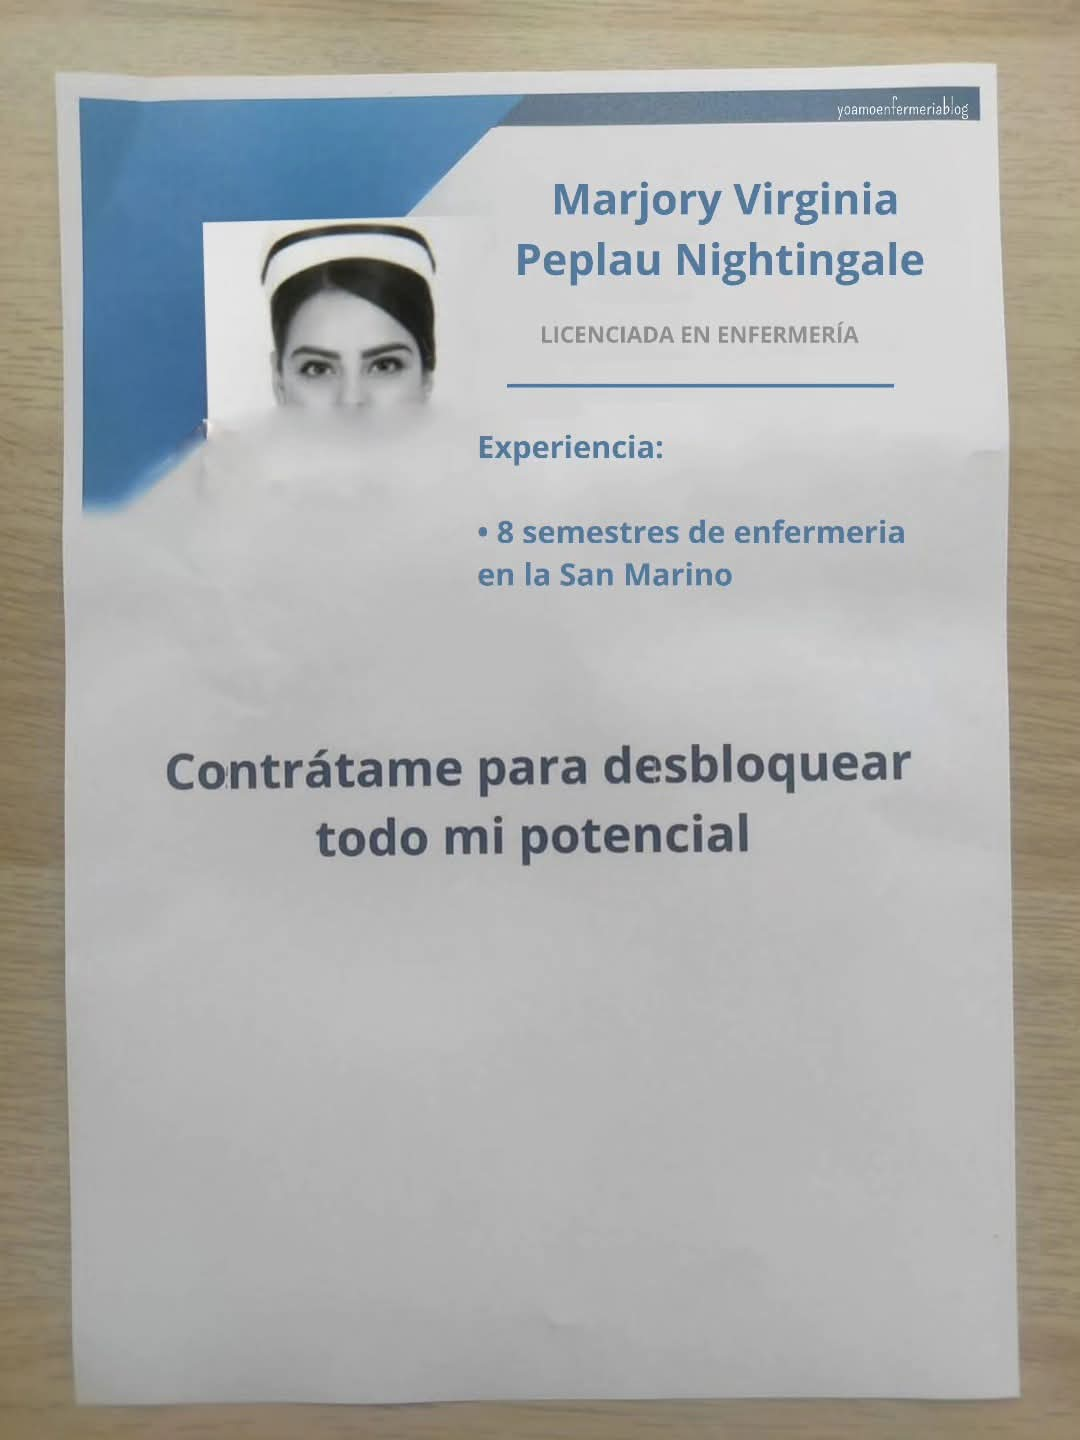 yoamoenfermeriablog
Marjory Virginia
Peplau Nightingale
LICENCIADA EN ENFERMERÍA
Experiencia:
• 8 semestres de enfermeria
en la San Marino
Contrátame para desbloquear
todo mi potencial